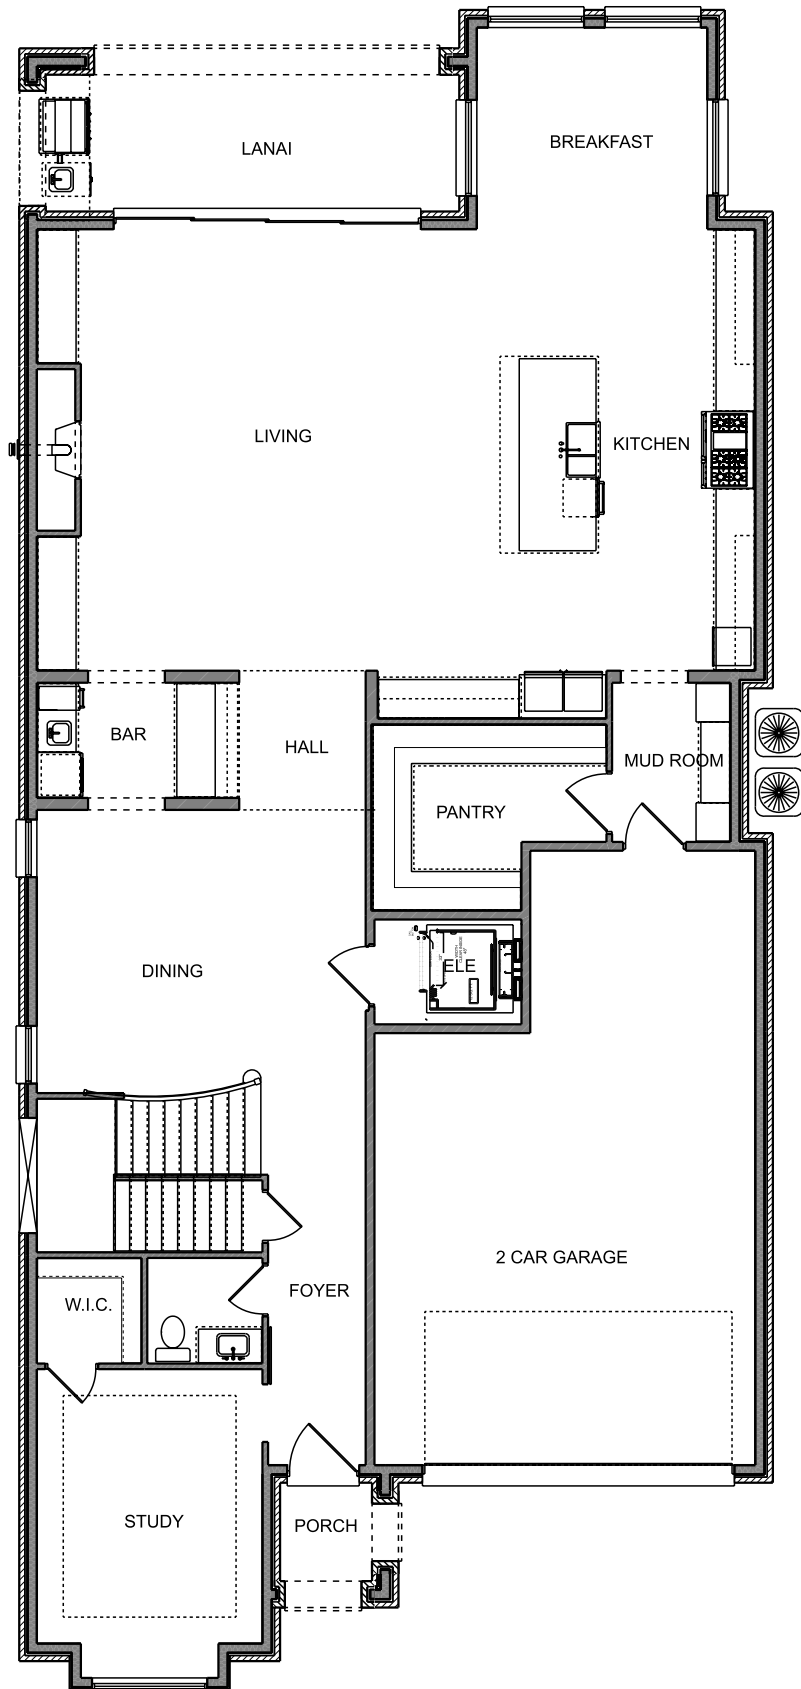 LANAI
BREAKFAST
LIVING
KITCHEN
BAR
HALL
MUD ROOM
PANTRY
DINING
ELE
2 CAR GARAGE
FOYER
W.I.C.
STUDY
PORCH